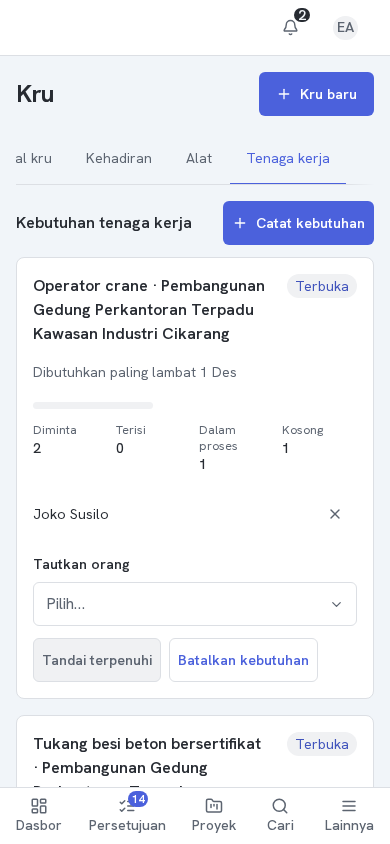 2
EA
Kru
Kru baru
al kru
Kehadiran
Alat
Tenaga kerja
Kebutuhan tenaga kerja
Catat kebutuhan
Operator crane · Pembangunan
Gedung Perkantoran Terpadu
Kawasan Industri Cikarang
Terbuka
Dibutuhkan paling lambat 1 Des
Diminta
2
Terisi
0
Dalam
proses
1
Kosong
1
Joko Susilo
Tautkan orang
Pilih...
Tandai terpenuhi
Batalkan kebutuhan
Tukang besi beton bersertifikat
· Pembangunan Gedung
Terbuka
14
Dasbor
Persetujuan
Proyek
Cari
Lainnya